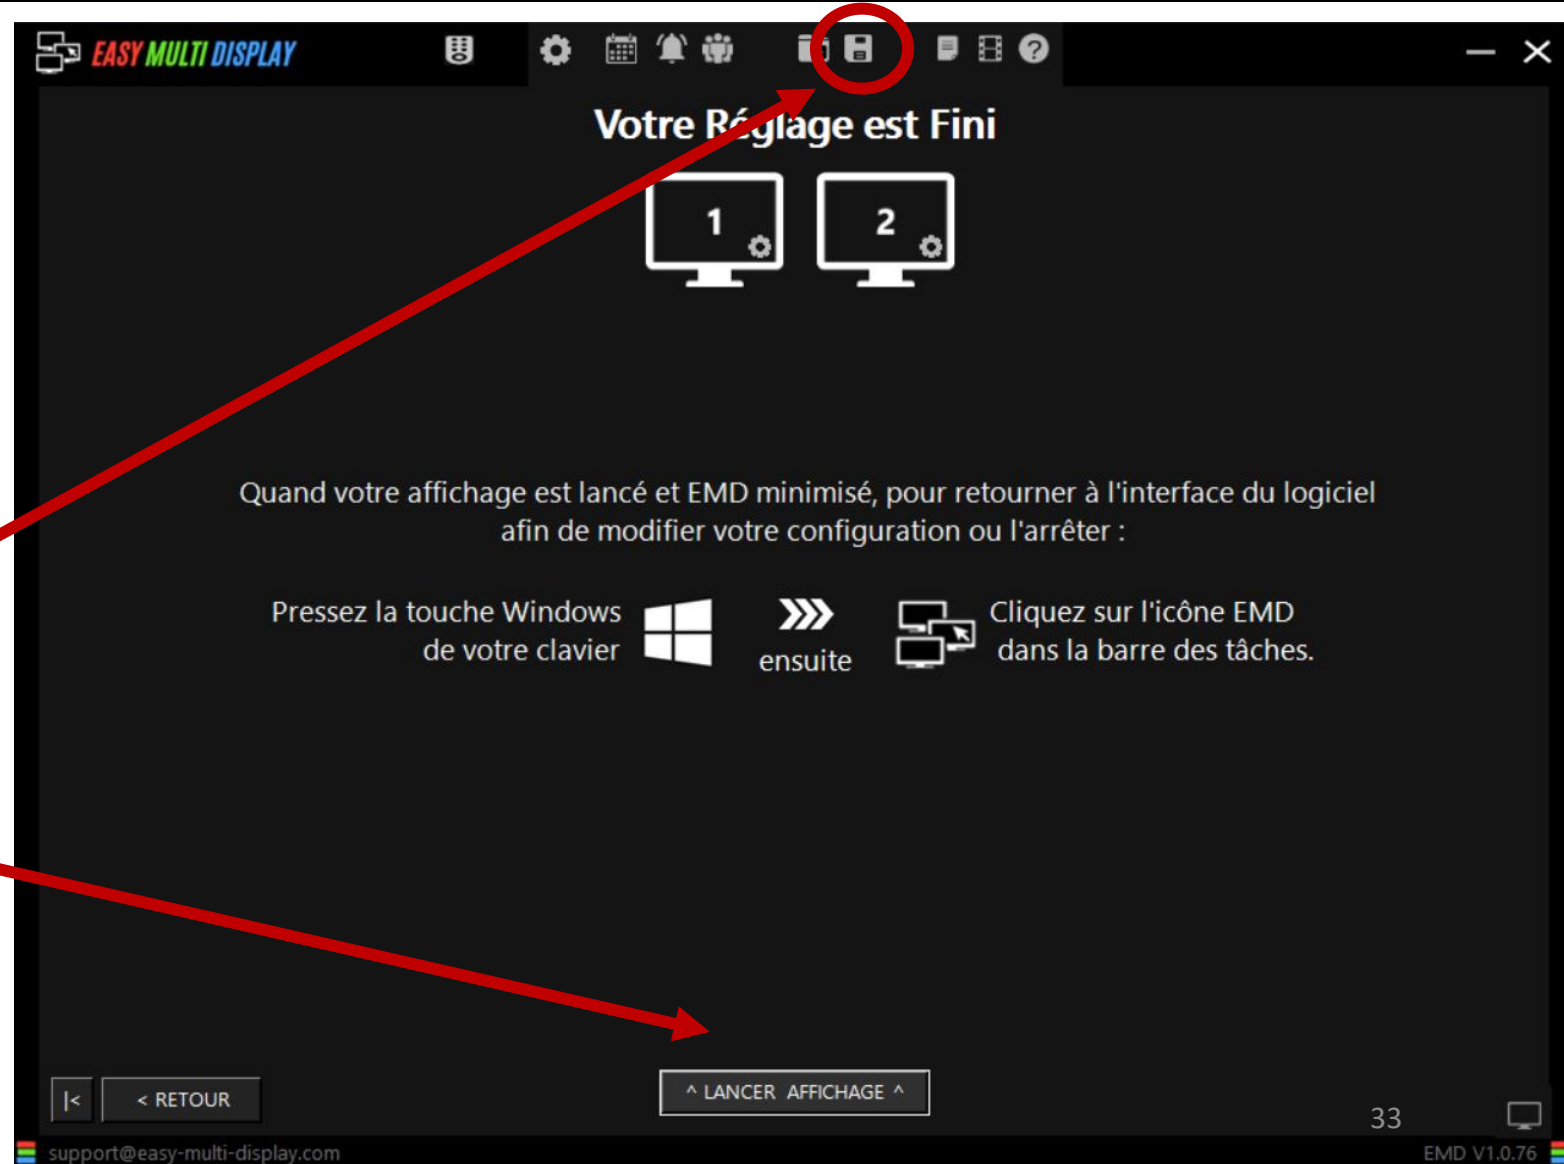 EASY MULTI DISPLAY
Votre Réglage est Fini
1
2
Quand votre affichage est lancé et EMD minimisé, pour retourner à l'interface du logiciel
afin de modifier votre configuration ou l'arrêter :
Pressez la touche Windows
de votre clavier
ensuite
Cliquez sur l'icône EMD
dans la barre des tâches.
|<
< RETOUR
^ LANCER AFFICHAGE ^
33
support@easy-multi-display.com
EMD V1.0.76